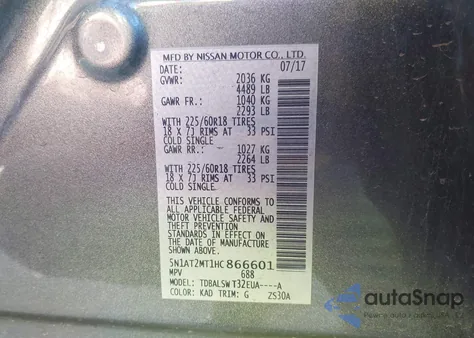 MFD BY NISSAN MOTOR CO., LTD.
DATE: 07/17
GVWR: 2036 KG
4489 LB
GAWR FR.: 1040 KG
2293 LB
WITH 225/60R18 TIRES
18 X 7J RIMS AT 33 PSI
COLD SINGLE
GAWR RR.: 1027 KG
2264 LB
WITH 225/60R18 TIRES
18 X 7J RIMS AT 33 PSI
COLD SINGLE
THIS VEHICLE CONFORMS TO
ALL APPLICABLE FEDERAL
MOTOR VEHICLE SAFETY AND
THEFT PREVENTION
STANDARDS IN EFFECT ON
THE DATE OF MANUFACTURE
SHOWN ABOVE.
5N1AT2MT1HC866601
MPV 688
MODEL: TDBALSW T32EUA----A
COLOR: KAD TRIM: G ZS30A
autoSnap